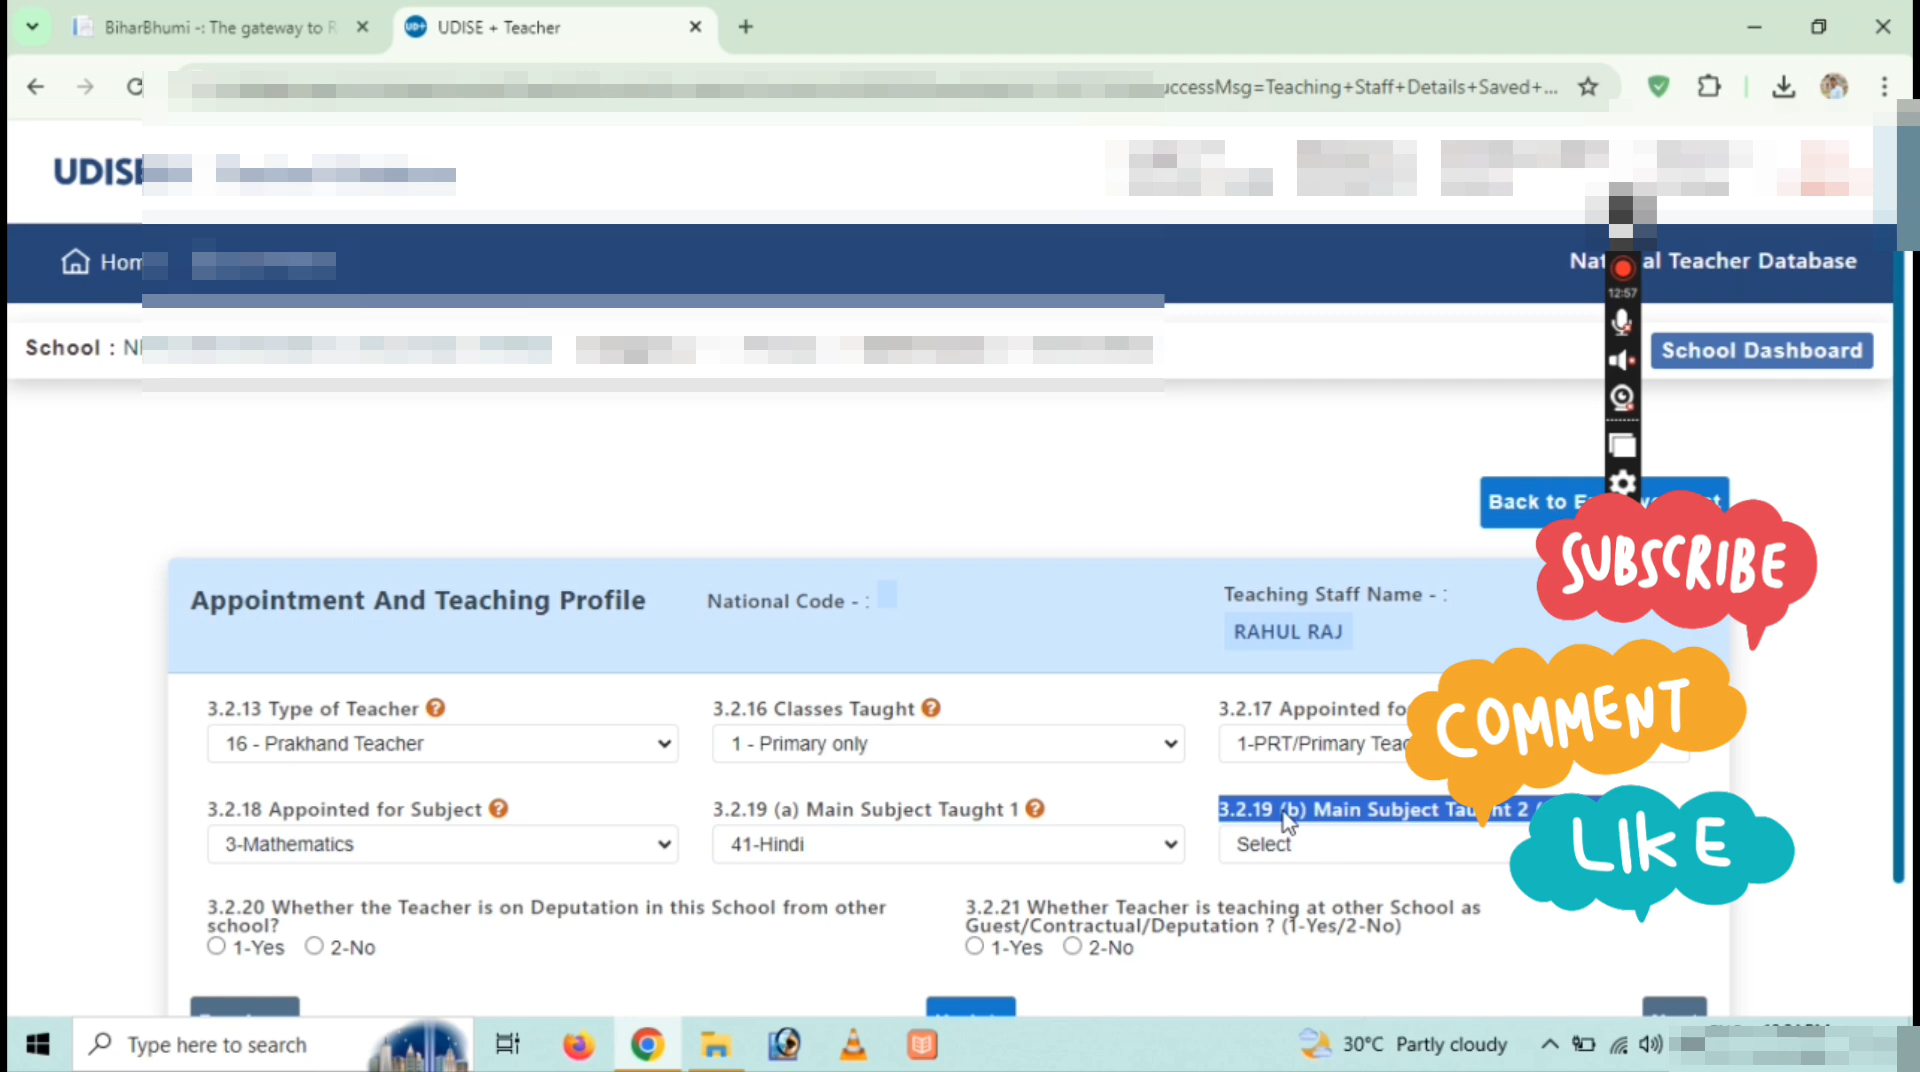 BiharBhumi -: The gateway to R
UDISE + Teacher
uccessMsg=Teaching+Staff+Details+Saved+...
UDISE
Hom
National Teacher Database
12:57
School :
School Dashboard
Back to
Appointment And Teaching Profile
National Code - :
Teaching Staff Name - :
RAHUL RAJ
SUBSCRIBE
3.2.13 Type of Teacher
3.2.16 Classes Taught
3.2.17 Appointed fo
16 - Prakhand Teacher
1 - Primary only
1-PRT/Primary Teac
COMMENT
3.2.18 Appointed for Subject
3.2.19 (a) Main Subject Taught 1
3.2.19 (b) Main Subject Taught 2
3-Mathematics
41-Hindi
Select
LIKE
3.2.20 Whether the Teacher is on Deputation in this School from other
school?
1-Yes 2-No
3.2.21 Whether Teacher is teaching at other School as
Guest/Contractual/Deputation ? (1-Yes/2-No)
1-Yes 2-No
Type here to search
30°C Partly cloudy